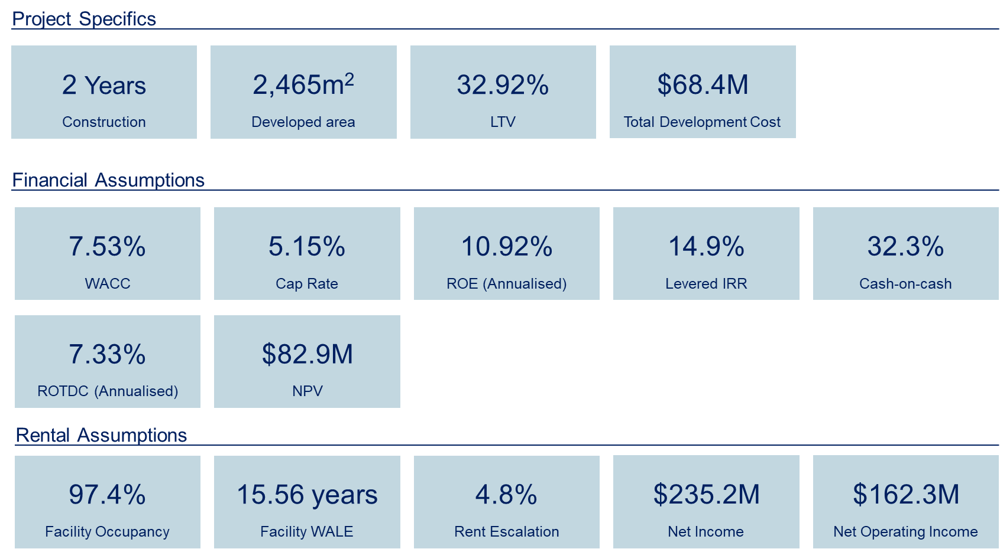 Project Specifics
2 Years
Construction
2,465m²
Developed area
32.92%
LTV
$68.4M
Total Development Cost
Financial Assumptions
7.53%
WACC
5.15%
Cap Rate
10.92%
ROE (Annualised)
14.9%
Levered IRR
32.3%
Cash-on-cash
7.33%
ROTDC (Annualised)
$82.9M
NPV
Rental Assumptions
97.4%
Facility Occupancy
15.56 years
Facility WALE
4.8%
Rent Escalation
$235.2M
Net Income
$162.3M
Net Operating Income